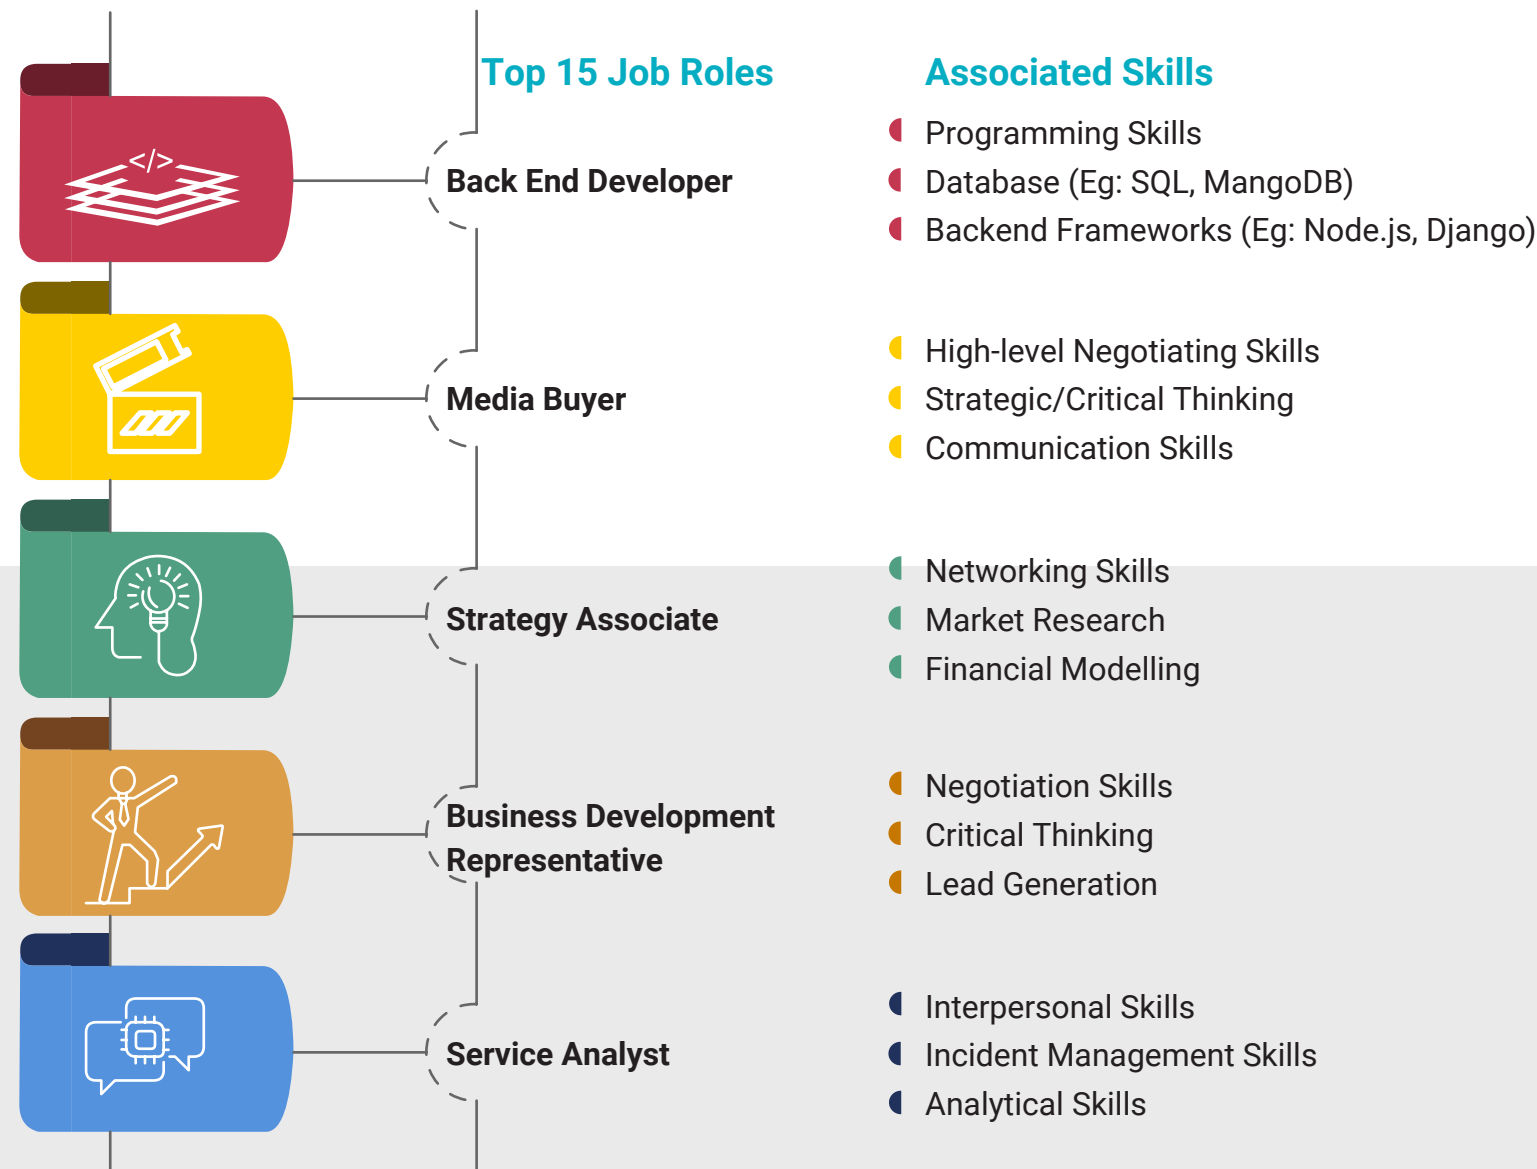 Top 15 Job Roles
Associated Skills
</>
Back End Developer
Programming Skills
Database (Eg: SQL, MangoDB)
Backend Frameworks (Eg: Node.js, Django)
Media Buyer
High-level Negotiating Skills
Strategic/Critical Thinking
Communication Skills
Strategy Associate
Networking Skills
Market Research
Financial Modelling
Business Development
Representative
Negotiation Skills
Critical Thinking
Lead Generation
Service Analyst
Interpersonal Skills
Incident Management Skills
Analytical Skills